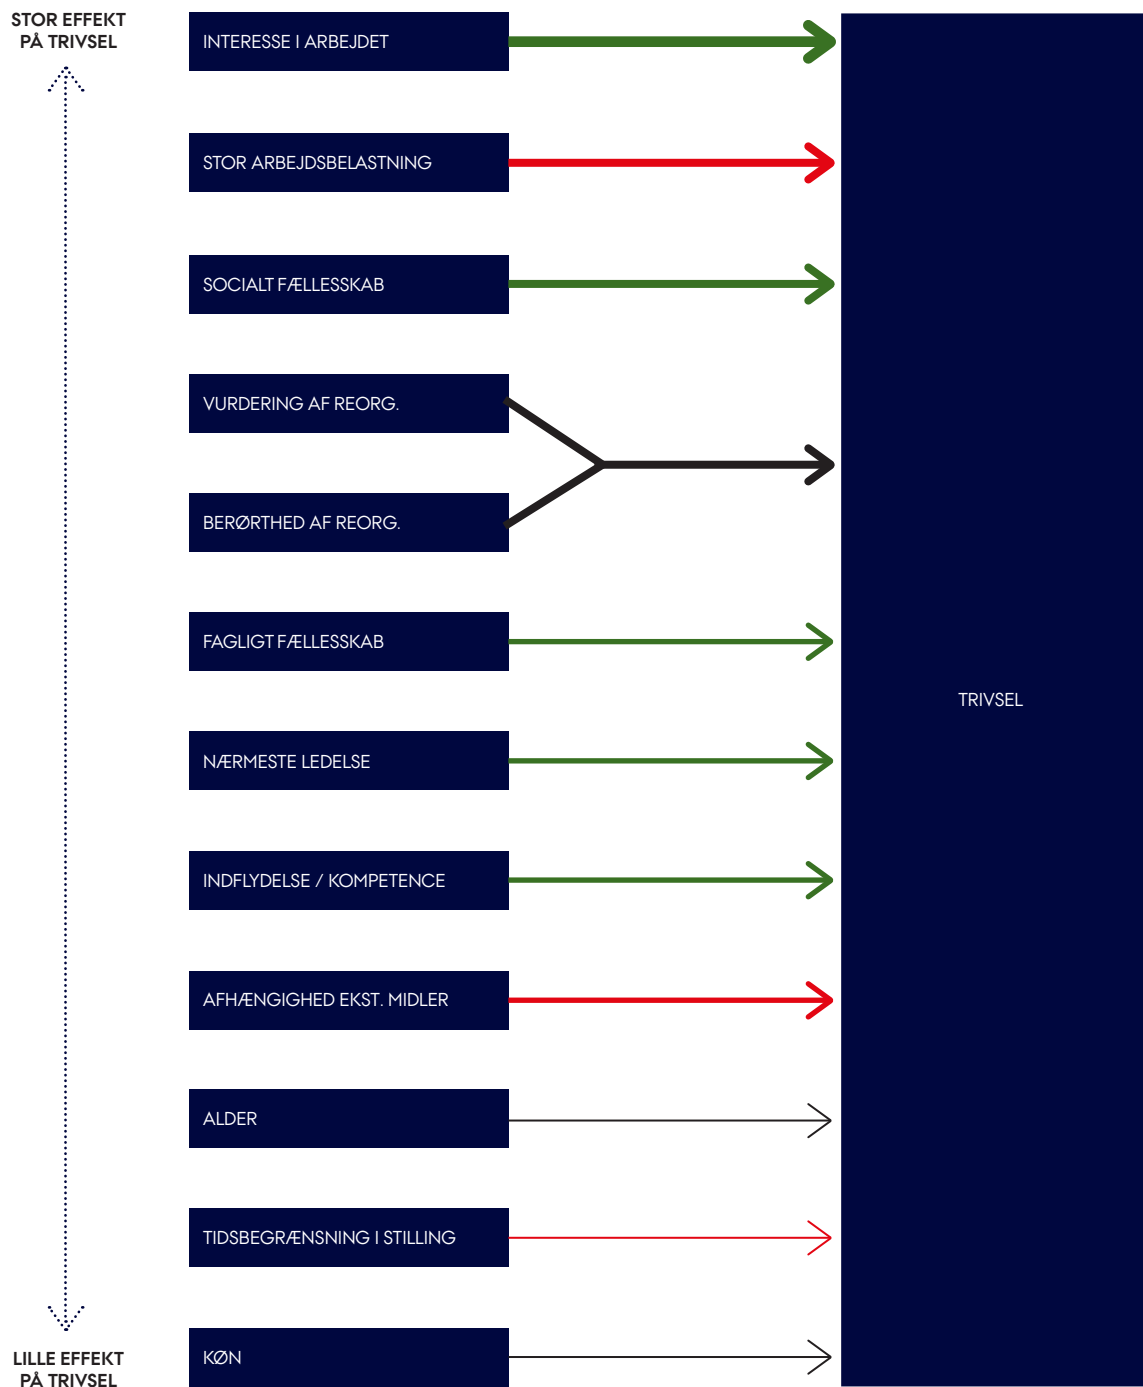 STOR EFFEKT
PÅ TRIVSEL
INTERESSE I ARBEJDET
STOR ARBEJDSBELASTNING
SOCIALT FÆLLESSKAB
VURDERING AF REORG.
BERØRTHED AF REORG.
FAGLIGT FÆLLESSKAB
NÆRMESTE LEDELSE
INDFLYDELSE / KOMPETENCE
AFHÆNGIGHED EKST. MIDLER
ALDER
TIDSBEGRÆNSNING I STILLING
KØN
LILLE EFFEKT
PÅ TRIVSEL
TRIVSEL